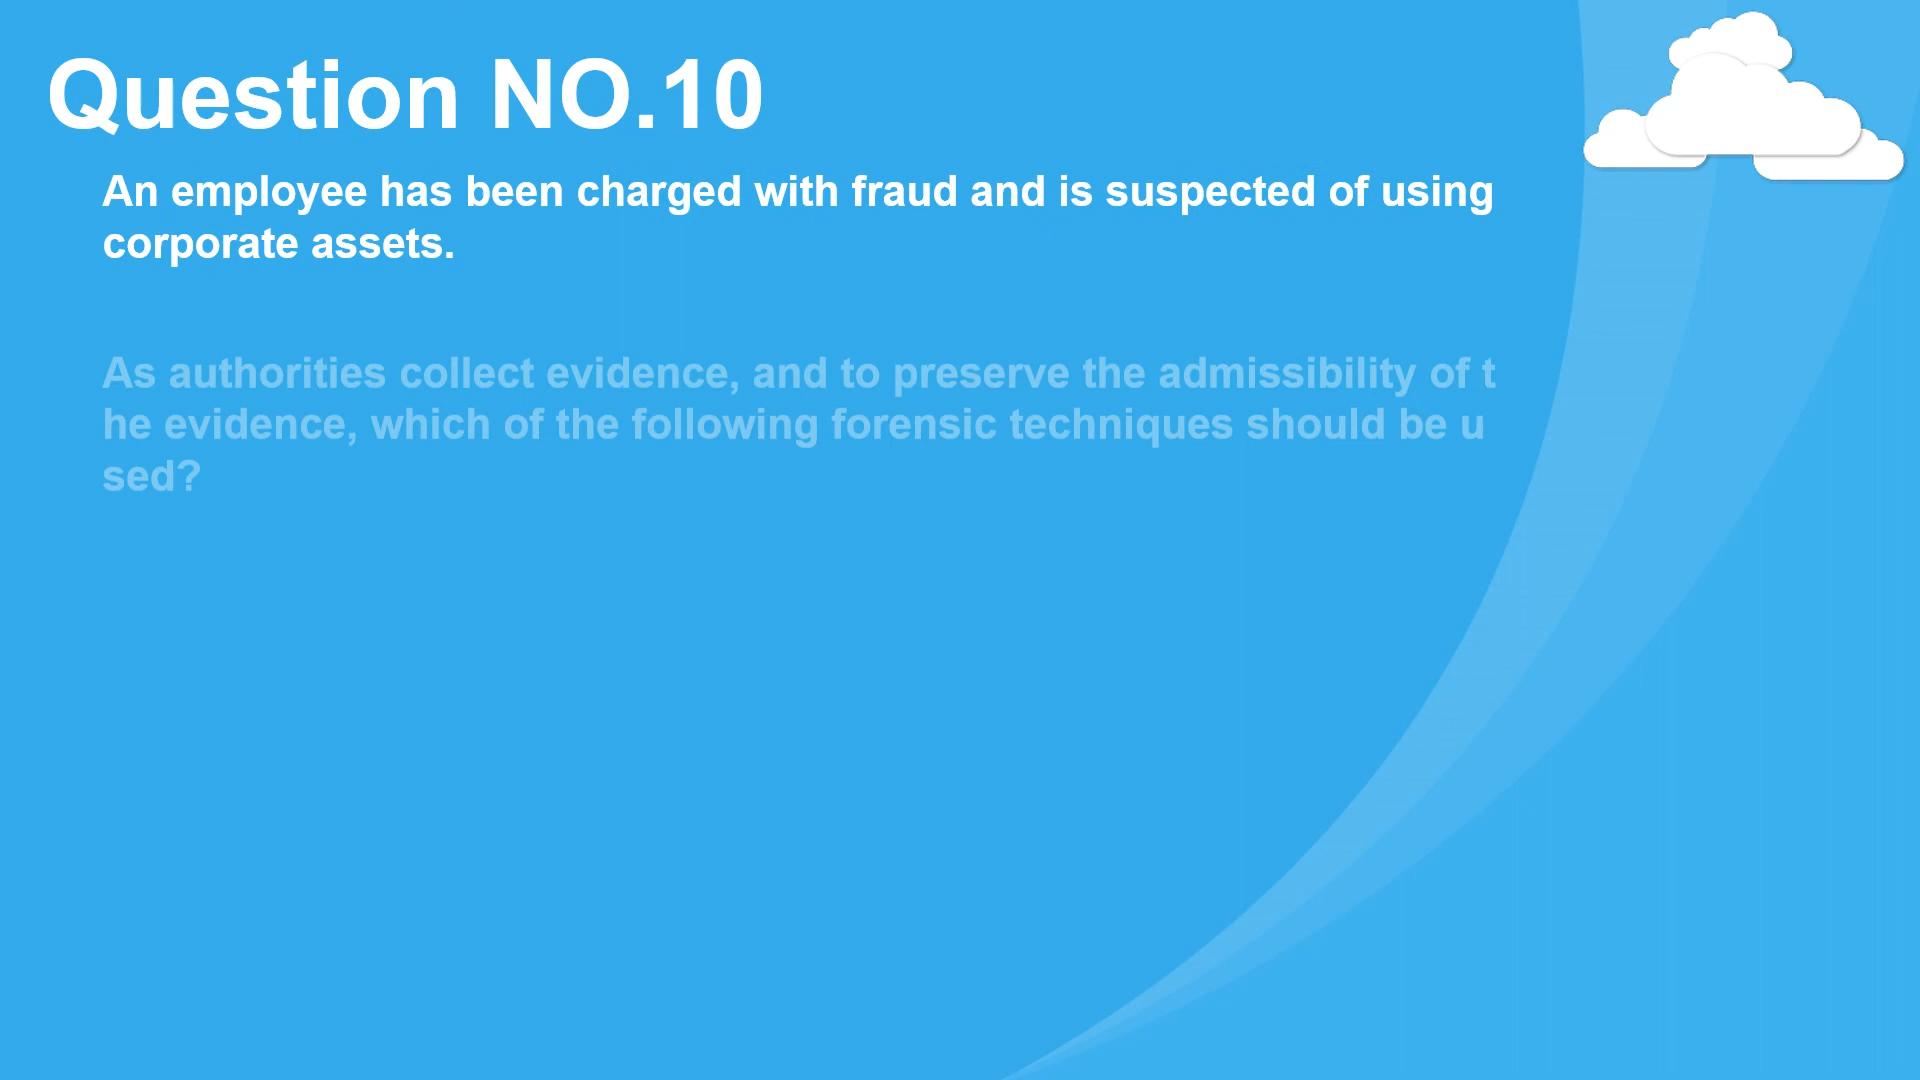 Question NO.10
An employee has been charged with fraud and is suspected of using
corporate assets.
As authorities collect evidence, and to preserve the admissibility of t
he evidence, which of the following forensic techniques should be u
sed?